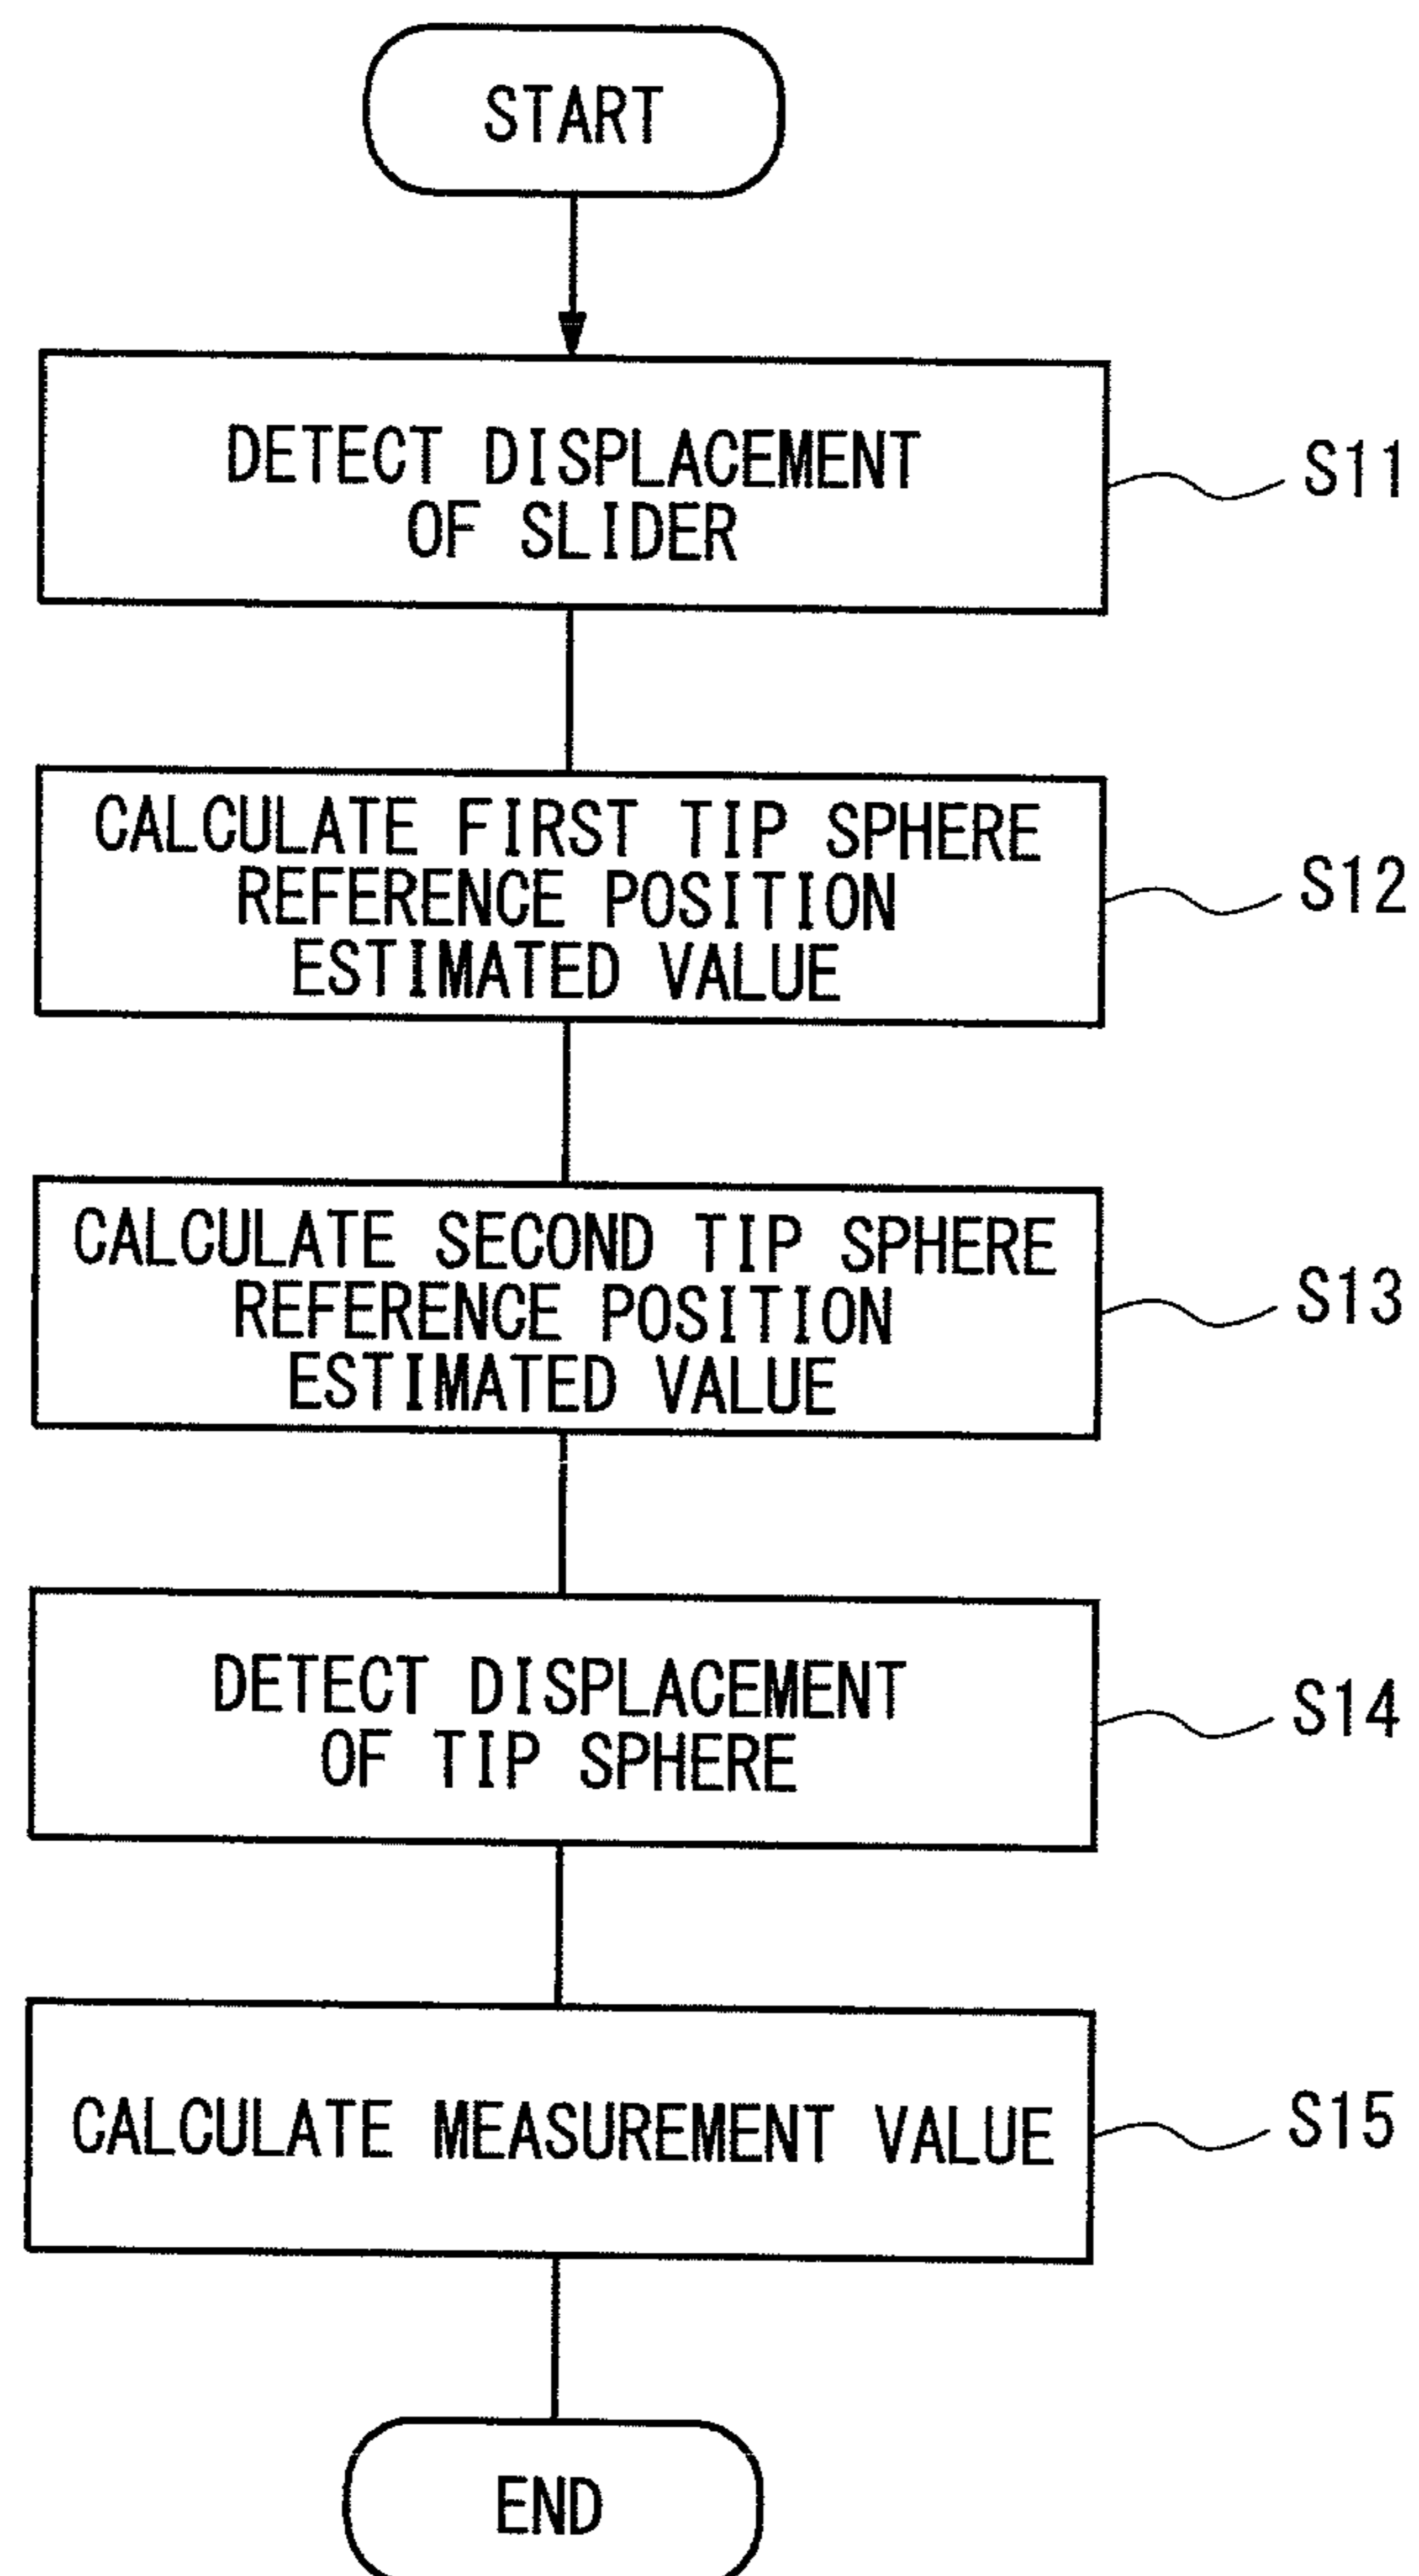 START
DETECT DISPLACEMENT
OF SLIDER
S11
CALCULATE FIRST TIP SPHERE
REFERENCE POSITION
ESTIMATED VALUE
S12
CALCULATE SECOND TIP SPHERE
REFERENCE POSITION
ESTIMATED VALUE
S13
DETECT DISPLACEMENT
OF TIP SPHERE
S14
CALCULATE MEASUREMENT VALUE
S15
END